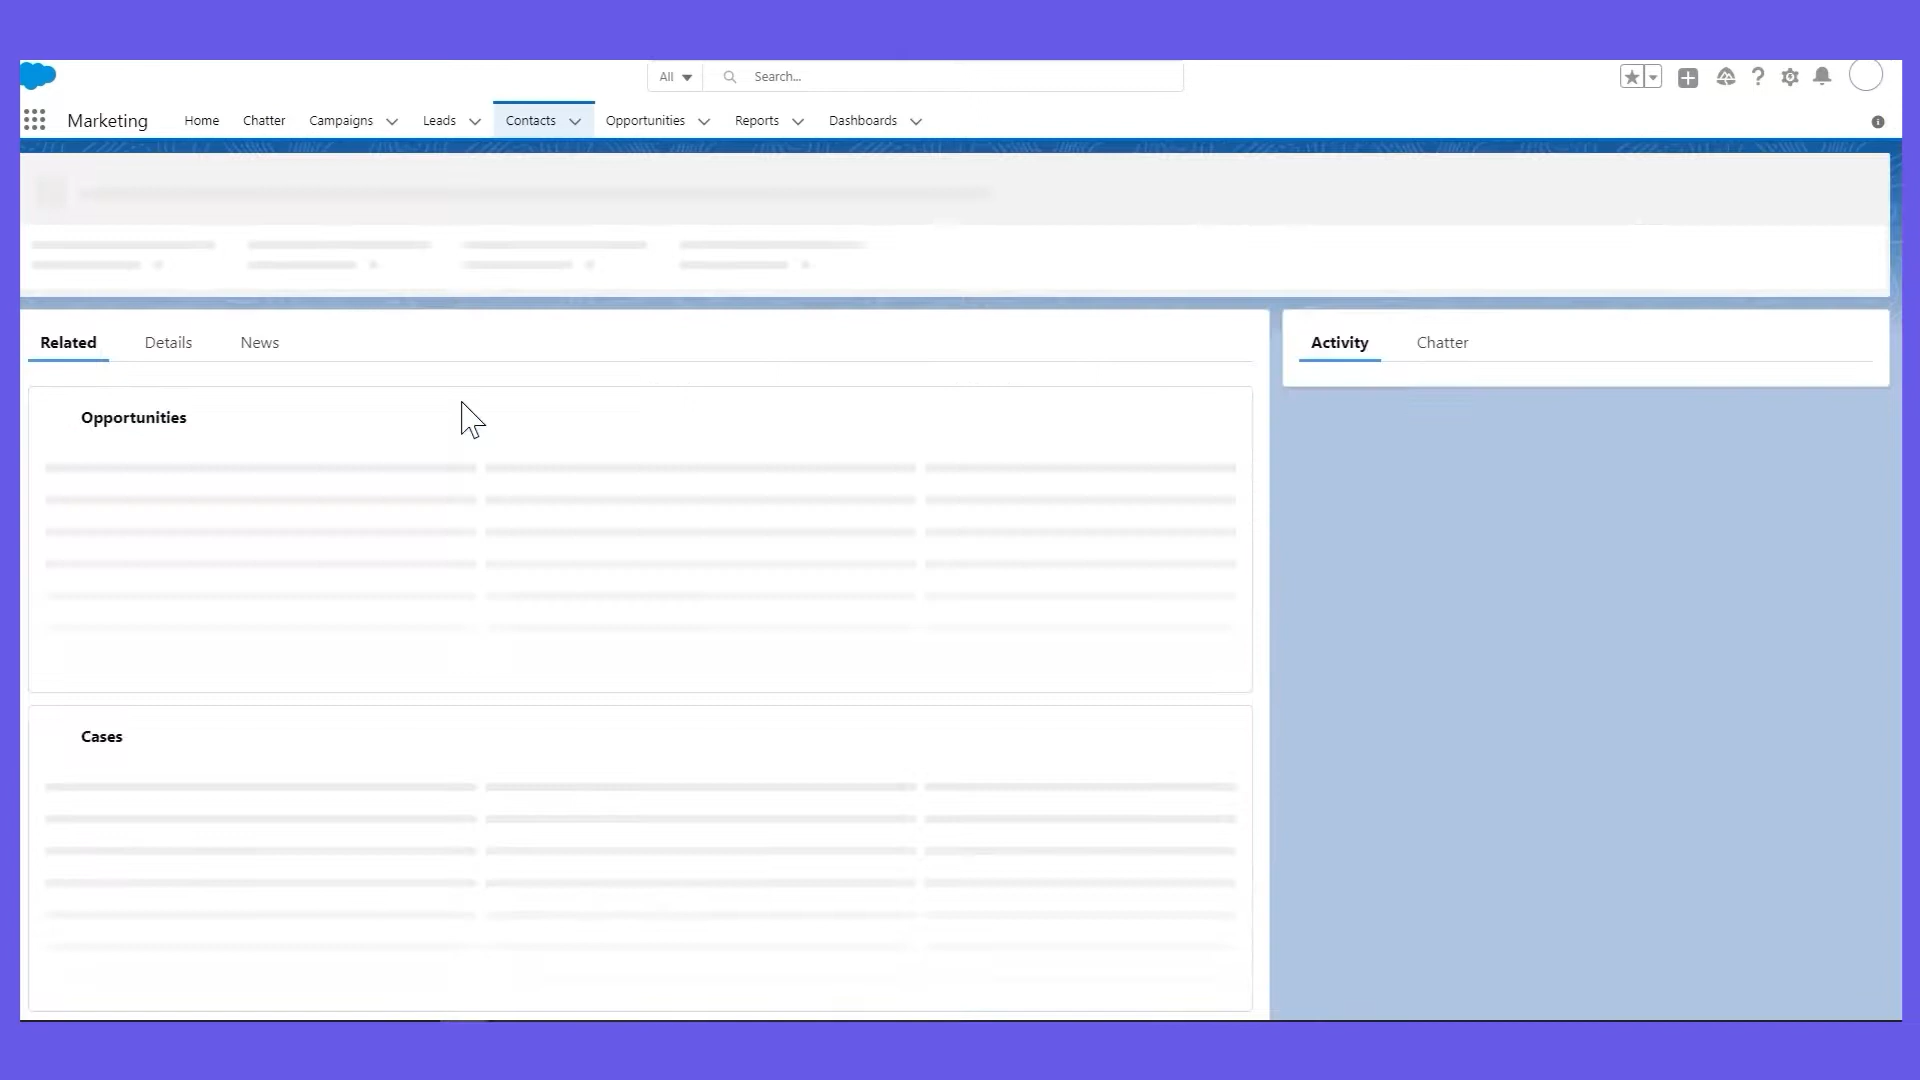 All
Search...
Marketing Home Chatter Campaigns Leads Contacts Opportunities Reports Dashboards
Related Details News
Activity Chatter
Opportunities
Cases